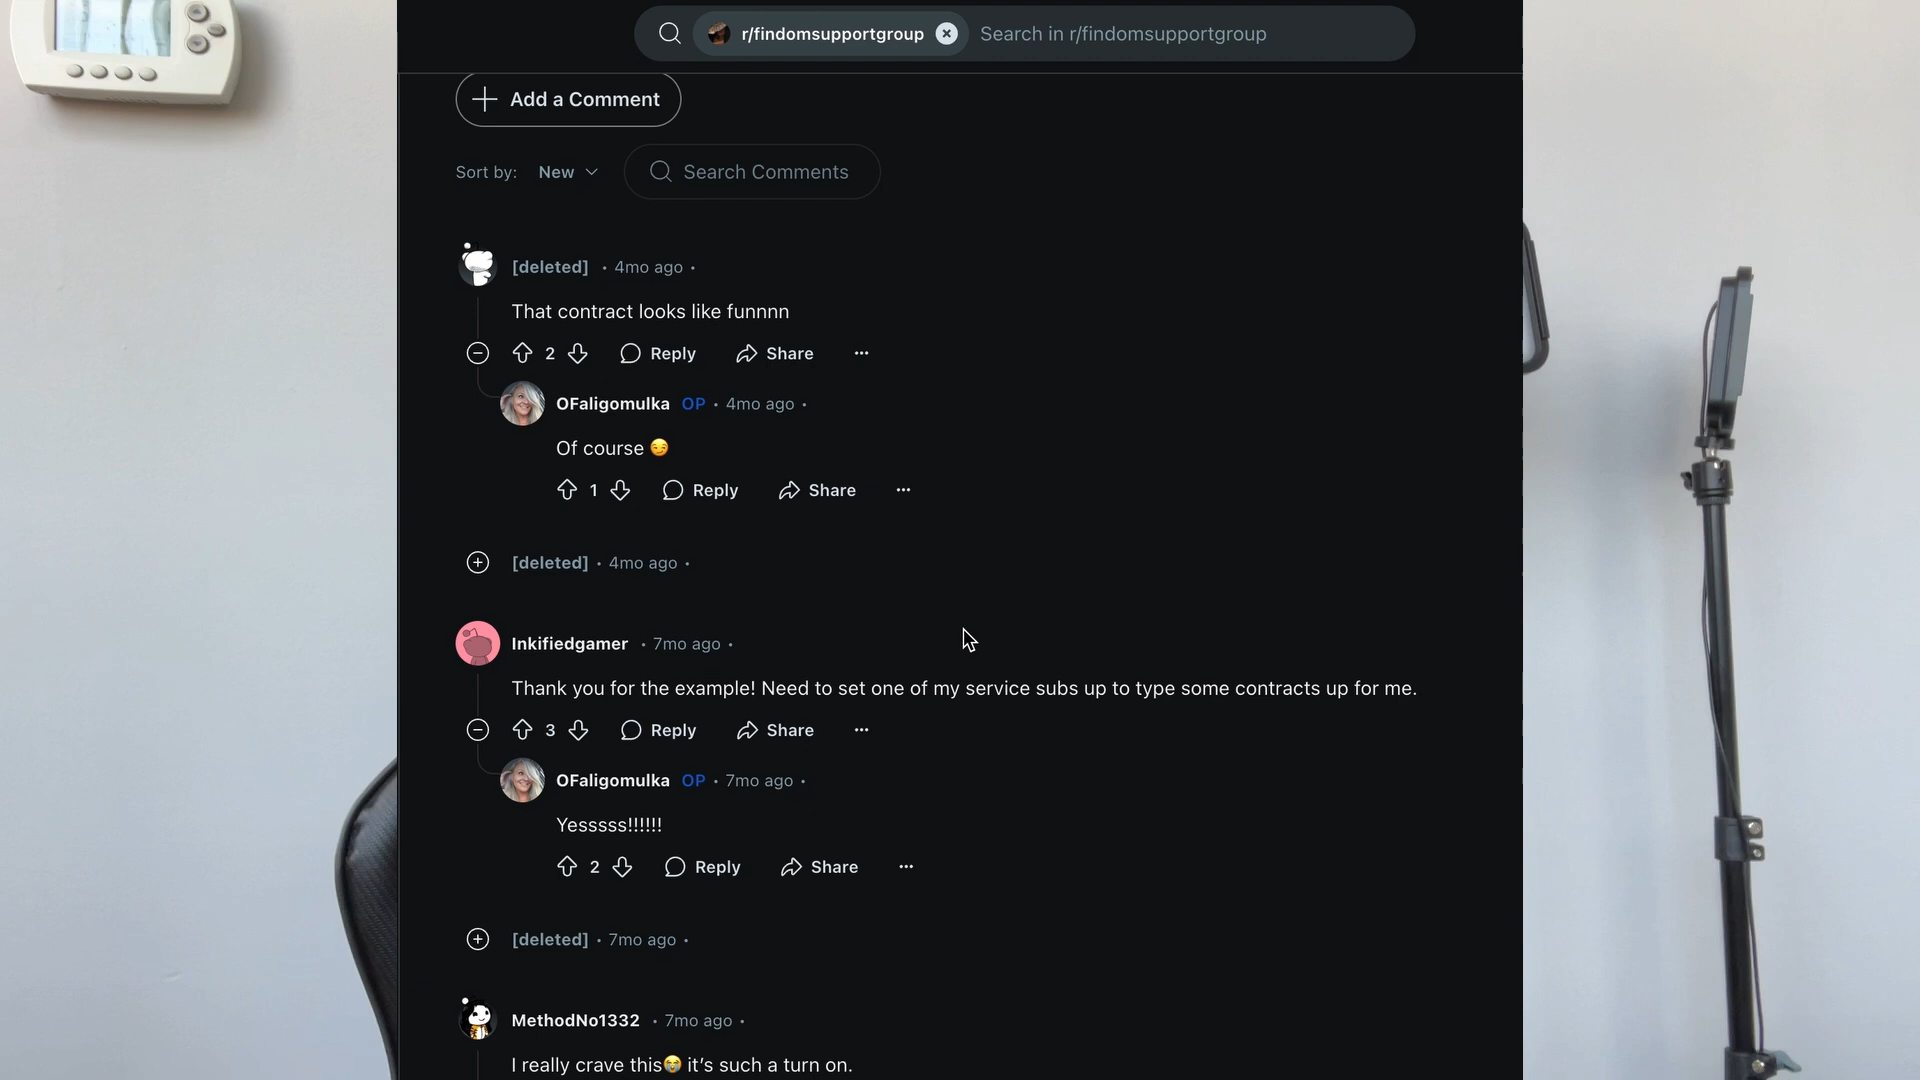 r/findomsupportgroup Search in r/findomsupportgroup
Add a Comment
Sort by: New Search Comments
[deleted] • 4mo ago •
That contract looks like funnnn
2 Reply Share
OFaligomulka OP • 4mo ago •
Of course 😏
1 Reply Share
[deleted] • 4mo ago •
Inkifiedgamer • 7mo ago •
Thank you for the example! Need to set one of my service subs up to type some contracts up for me.
3 Reply Share
OFaligomulka OP • 7mo ago •
Yesssss!!!!!!
2 Reply Share
[deleted] • 7mo ago •
MethodNo1332 • 7mo ago •
I really crave this😭 it’s such a turn on.